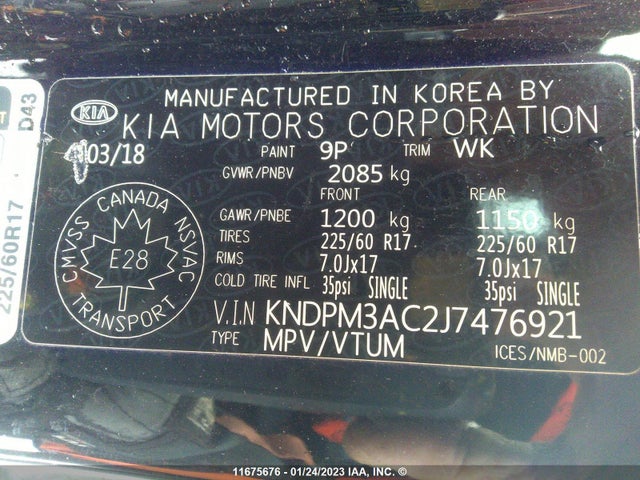 MANUFACTURED IN KOREA BY
KIA KIA MOTORS CORPORATION
03/18 PAINT 9P TRIM WK
GVWR/PNBV 2085 kg
FRONT REAR
GAWR/PNBE 1200 kg 1150 kg
TIRES 225/60 R17 225/60 R17
RIMS 7.0Jx17 7.0Jx17
COLD TIRE INFL 35psi SINGLE 35psi SINGLE
V.I.N KNDPM3AC2J7476921
TYPE MPV/VTUM ICES/NMB-002
CMVSS CANADA NSVAC
E28
TRANSPORT
225/60R17
D43
11675676 - 01/24/2023 IAA, INC. ©